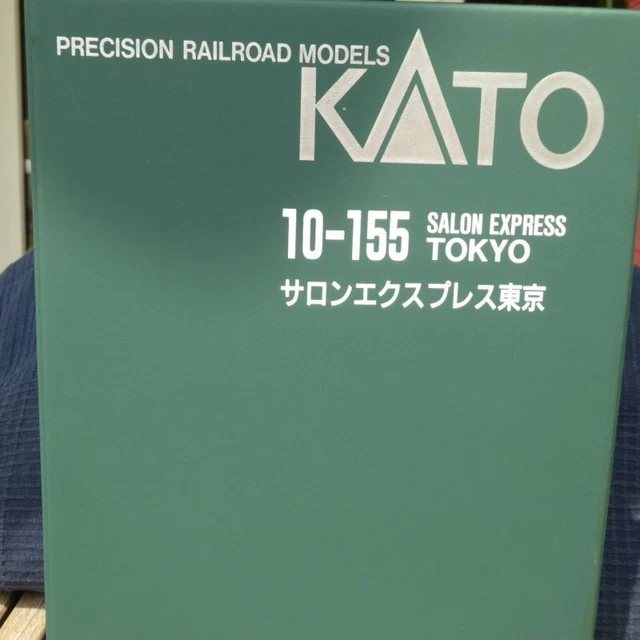 PRECISION RAILROAD MODELS
KATO
10-155 SALON EXPRESS
TOKYO
サロンエクスプレス東京